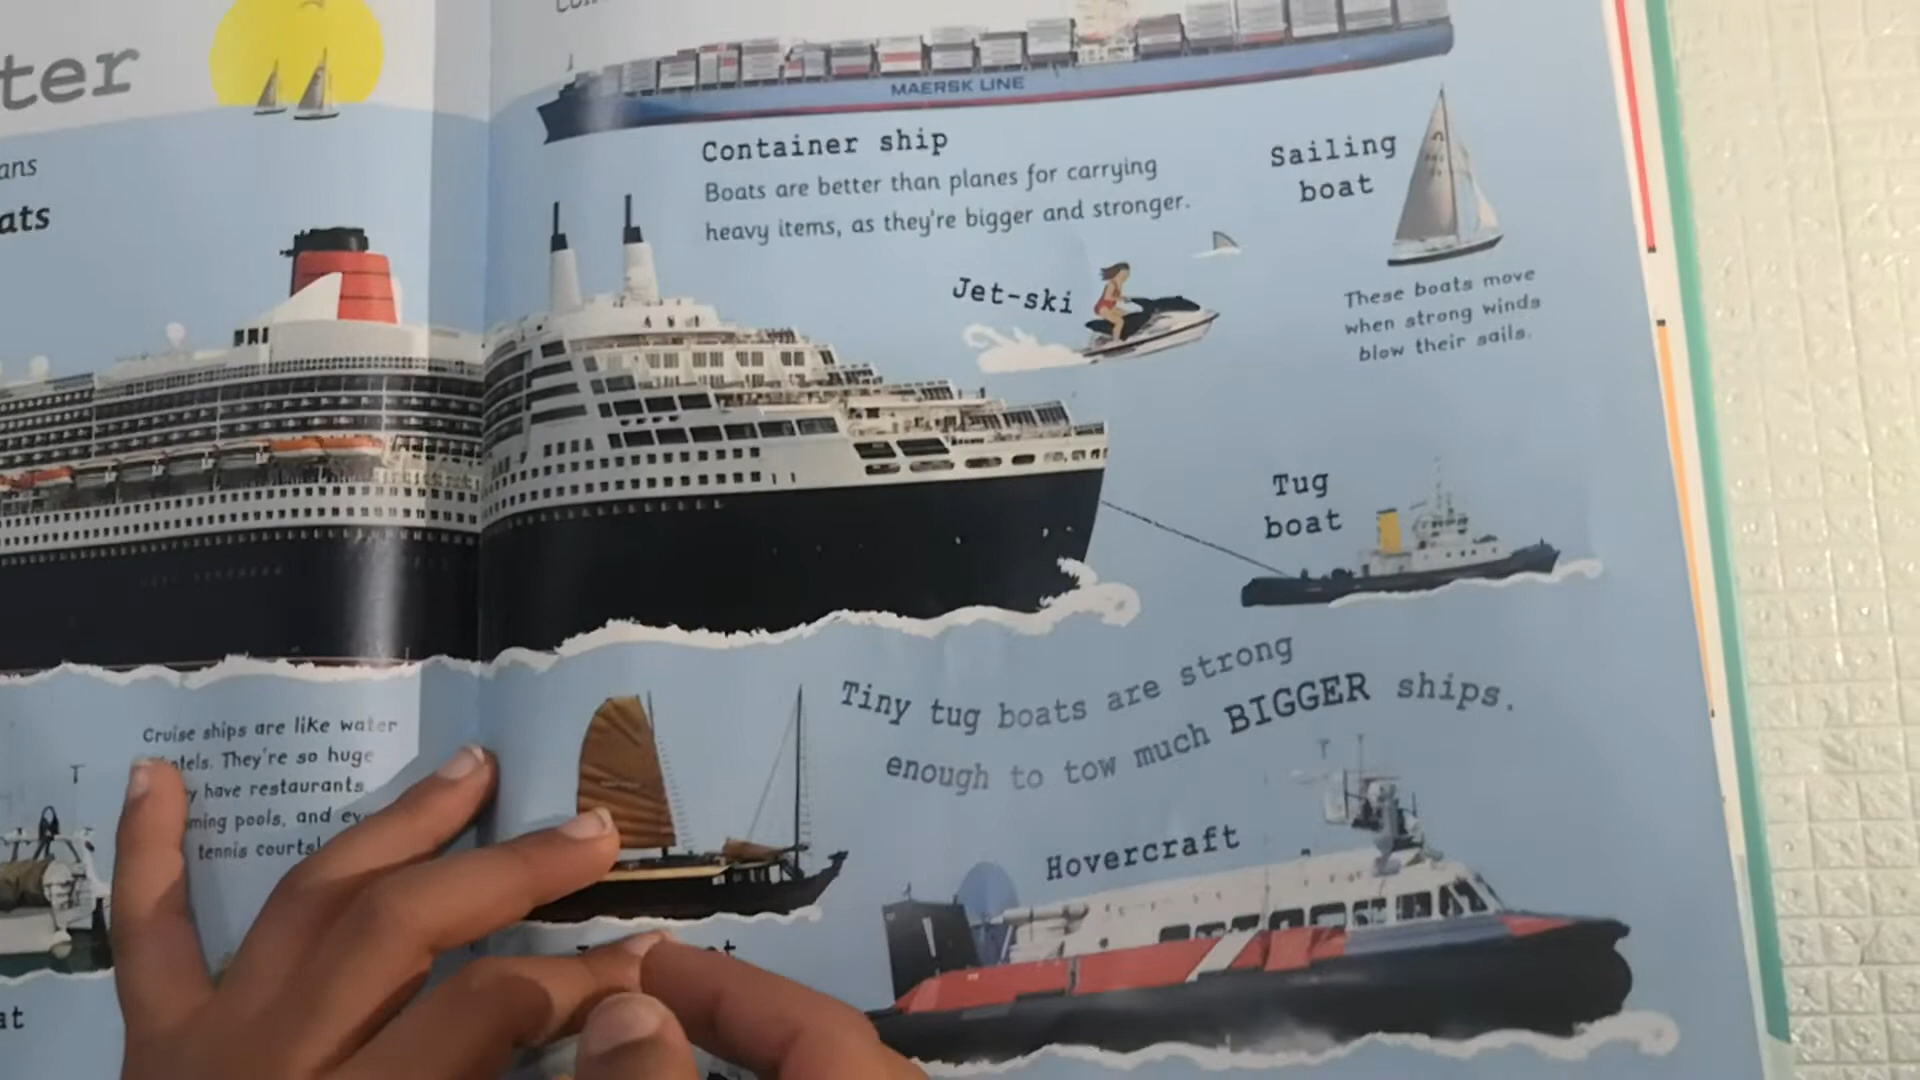 ter
ans
ats
MAERSK LINE
Container ship
Boats are better than planes for carrying
heavy items, as they're bigger and stronger.
Sailing
boat
These boats move
when strong winds
blow their sails.
Jet-ski
Tug
boat
Tiny tug boats are strong
enough to tow much BIGGER ships.
Cruise ships are like water
They're so huge
y have restaurants,
ming pools, and
tennis courts!
Hovercraft
at